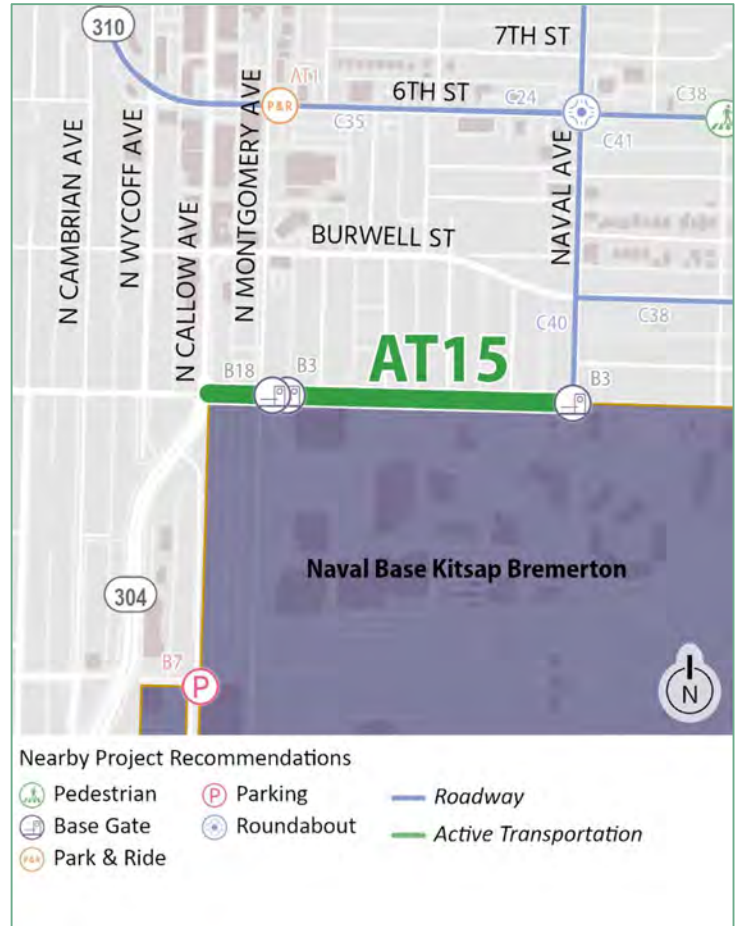 310
7TH ST
AT1
6TH ST
C24
C38
P&R
C35
C41
N CAMBRIAN AVE
N WYCOFF AVE
N CALLOW AVE
N MONTGOMERY AVE
NAVAL AVE
BURWELL ST
C40
C38
AT15
B18
B3
B3
Naval Base Kitsap Bremerton
304
B7
P
N
Nearby Project Recommendations
Pedestrian
P Parking
Roadway
Base Gate
Roundabout
Active Transportation
P&R Park & Ride